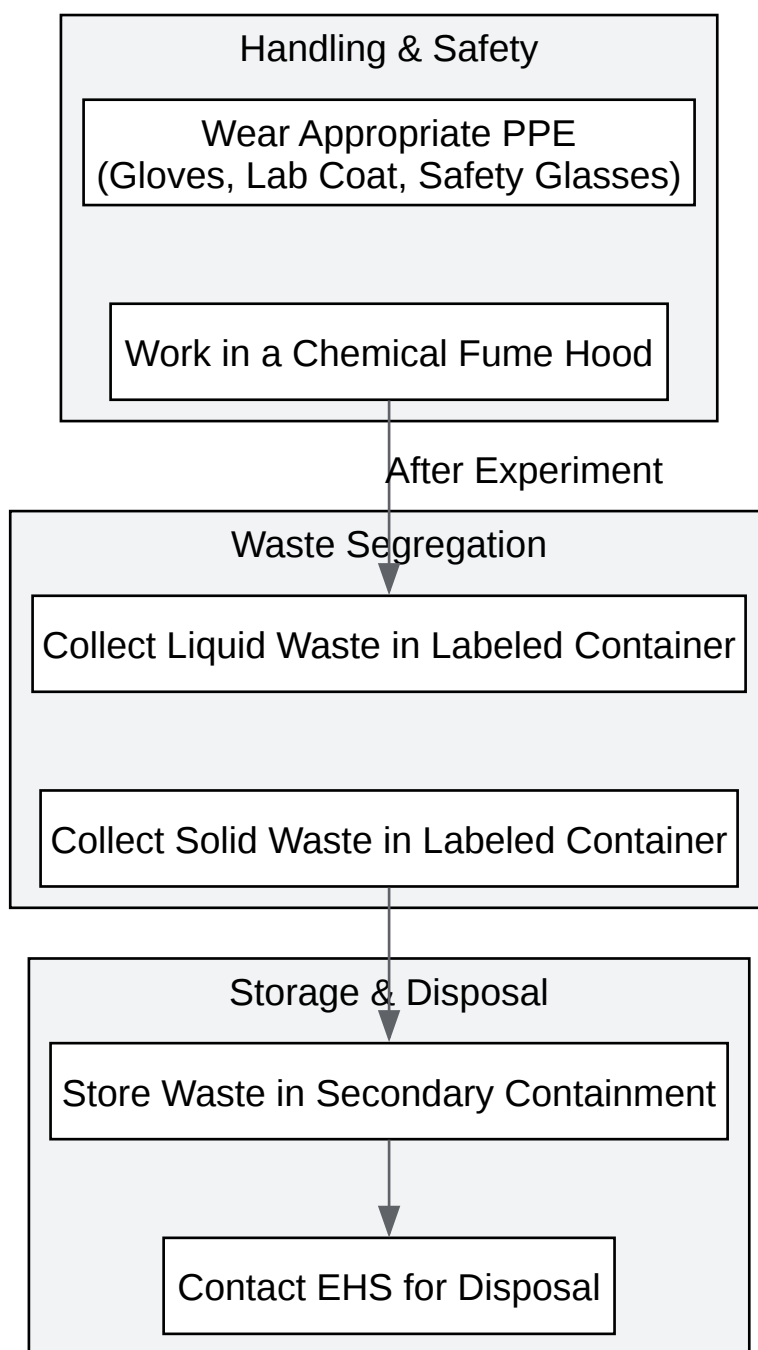 Handling & Safety
Wear Appropriate PPE
(Gloves, Lab Coat, Safety Glasses)
Work in a Chemical Fume Hood
After Experiment
Waste Segregation
Collect Liquid Waste in Labeled Container
Collect Solid Waste in Labeled Container
Storage & Disposal
Store Waste in Secondary Containment
Contact EHS for Disposal